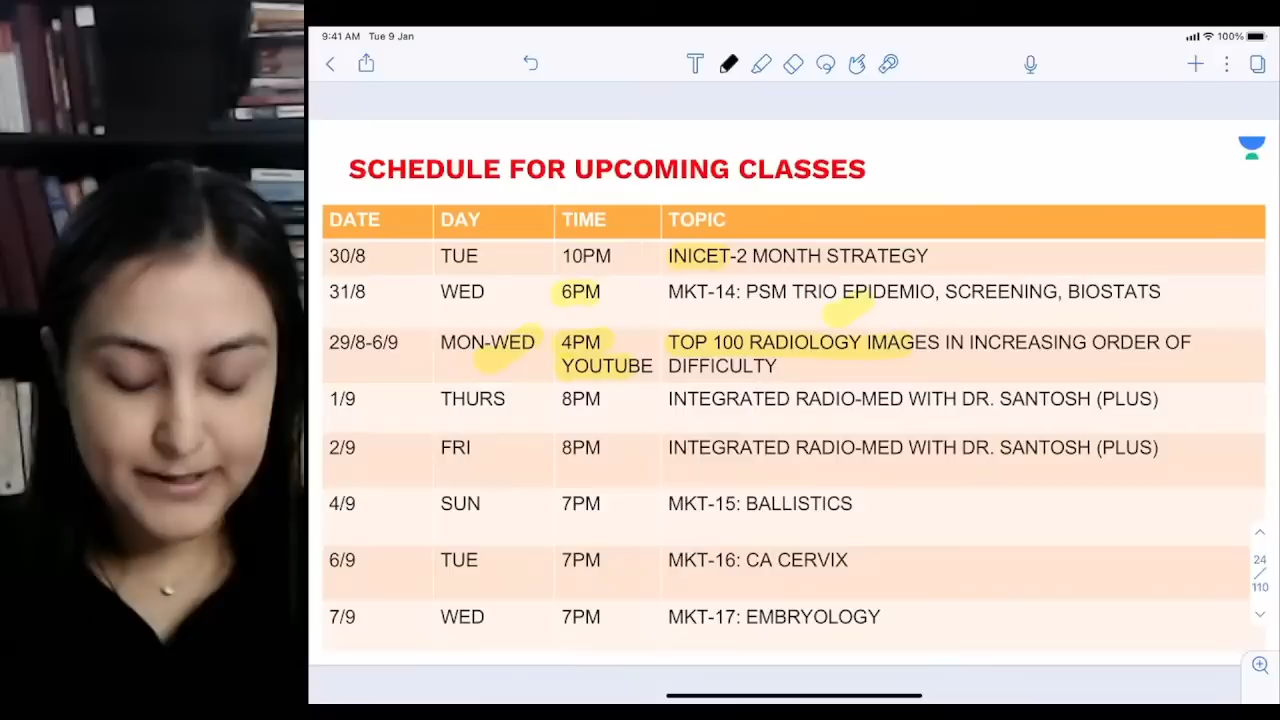 9:41 AM Tue 9 Jan
100%
SCHEDULE FOR UPCOMING CLASSES
DATE DAY TIME TOPIC
30/8 TUE 10PM INICET-2 MONTH STRATEGY
31/8 WED 6PM MKT-14: PSM TRIO EPIDEMIO, SCREENING, BIOSTATS
29/8-6/9 MON-WED 4PM TOP 100 RADIOLOGY IMAGES IN INCREASING ORDER OF
YOUTUBE DIFFICULTY
1/9 THURS 8PM INTEGRATED RADIO-MED WITH DR. SANTOSH (PLUS)
2/9 FRI 8PM INTEGRATED RADIO-MED WITH DR. SANTOSH (PLUS)
4/9 SUN 7PM MKT-15: BALLISTICS
6/9 TUE 7PM MKT-16: CA CERVIX
7/9 WED 7PM MKT-17: EMBRYOLOGY
24
/
110